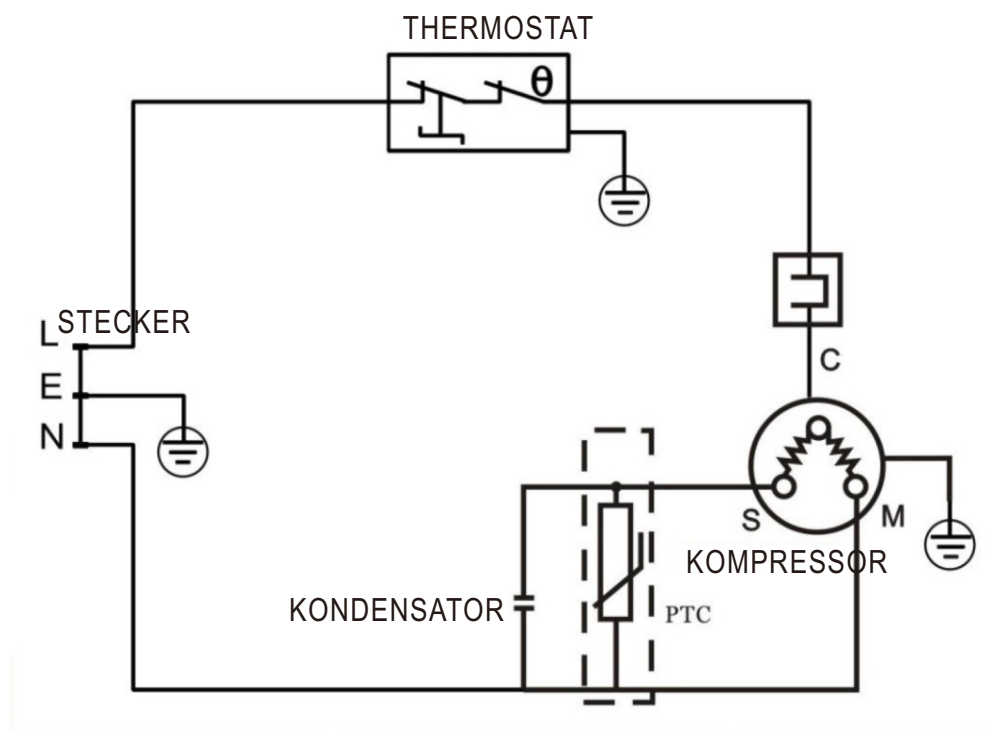 THERMOSTAT
θ
L STECKER
E
N
C
S
M
KOMPRESSOR
KONDENSATOR
PTC